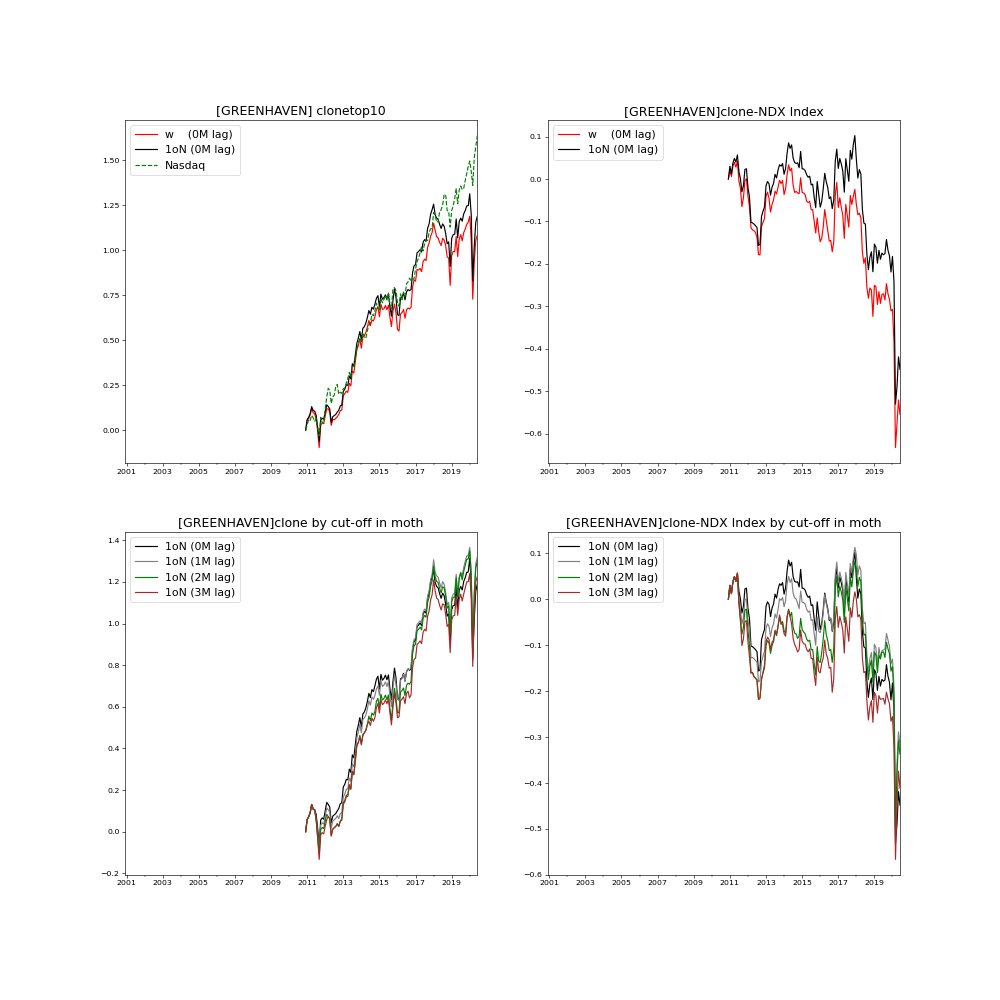 [GREENHAVEN] clonetop10
w    (0M lag)
1oN (0M lag)
Nasdaq
1.50
1.25
1.00
0.75
0.50
0.25
0.00
2001 2003 2005 2007 2009 2011 2013 2015 2017 2019
[GREENHAVEN]clone-NDX Index
w    (0M lag)
1oN (0M lag)
0.1
0.0
−0.1
−0.2
−0.3
−0.4
−0.5
−0.6
2001 2003 2005 2007 2009 2011 2013 2015 2017 2019
[GREENHAVEN]clone by cut-off in moth
1oN (0M lag)
1oN (1M lag)
1oN (2M lag)
1oN (3M lag)
1.4
1.2
1.0
0.8
0.6
0.4
0.2
0.0
−0.2
2001 2003 2005 2007 2009 2011 2013 2015 2017 2019
[GREENHAVEN]clone-NDX Index by cut-off in moth
1oN (0M lag)
1oN (1M lag)
1oN (2M lag)
1oN (3M lag)
0.1
0.0
−0.1
−0.2
−0.3
−0.4
−0.5
−0.6
2001 2003 2005 2007 2009 2011 2013 2015 2017 2019